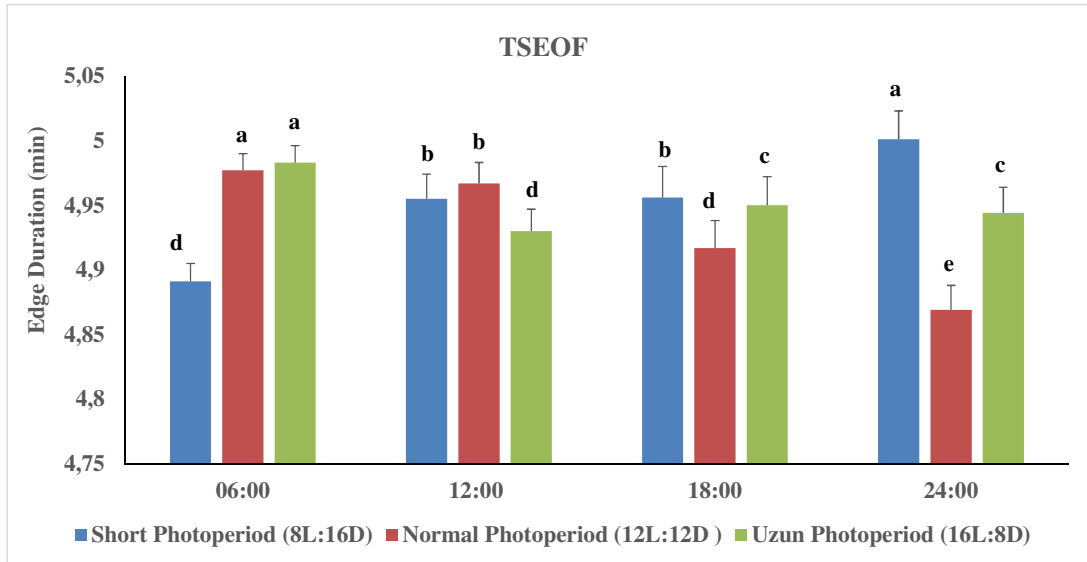 TSEOF
Edge Duration (min)
5,05
5
4,95
4,9
4,85
4,8
4,75
d a a b b d b d c a e c
06:00 12:00 18:00 24:00
Short Photoperiod (8L:16D) Normal Photoperiod (12L:12D ) Uzun Photoperiod (16L:8D)